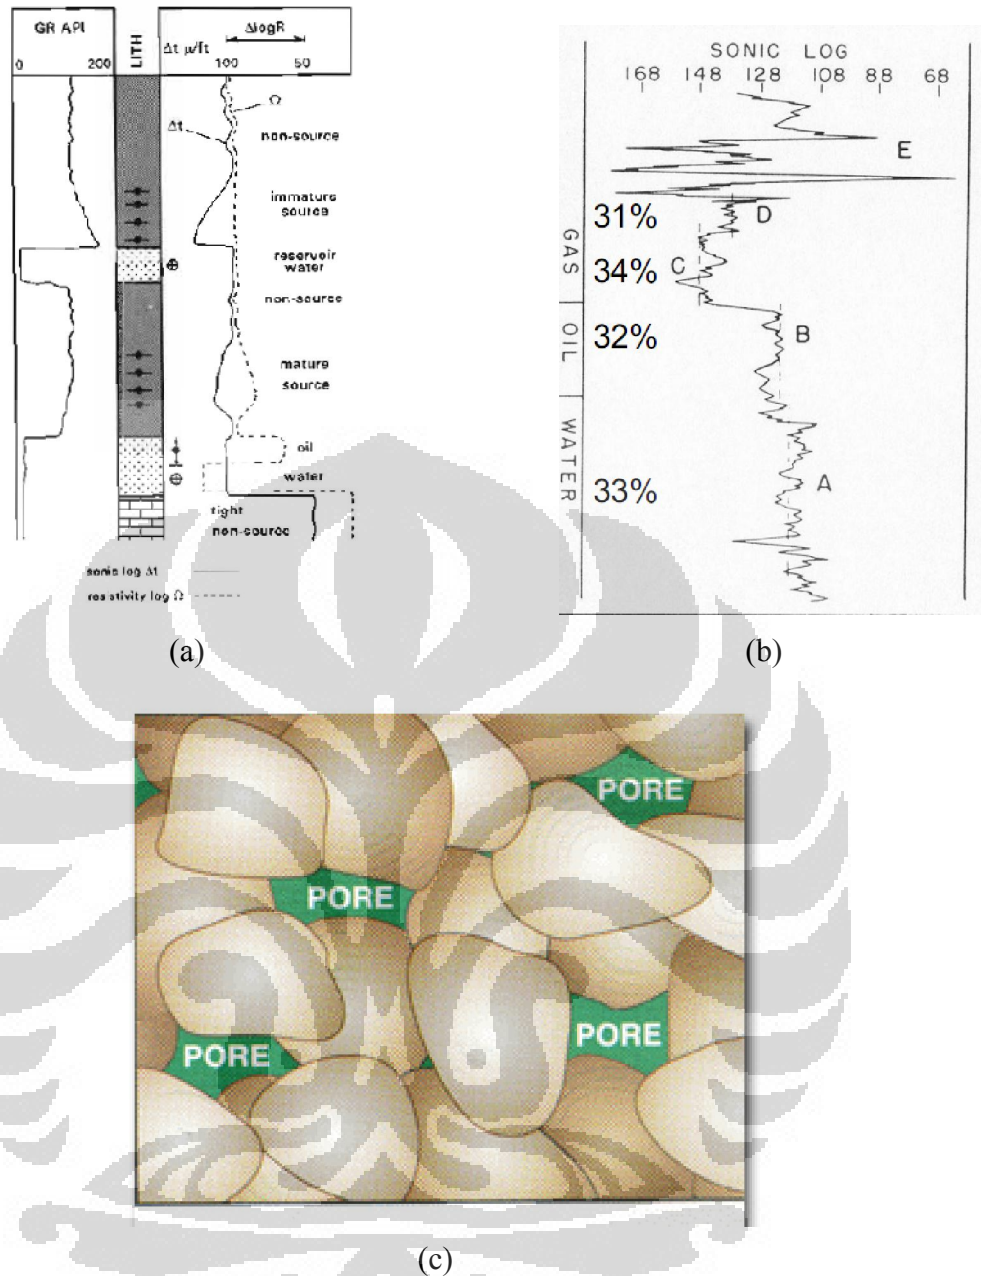 GR API
LITH
Δt μ/ft
ΔlogR
0
200
100
50
Ω
Δt
non-source
immature
source
reservoir
water
non-source
mature
source
oil
water
tight
non-source
sonic log Δt
resistivity log Ω
(a)
SONIC LOG
168 148 128 108 88 68
E
31%
D
GAS
34%
C
OIL
32%
B
WATER
33%
A
(b)
PORE
PORE
PORE
PORE
(c)